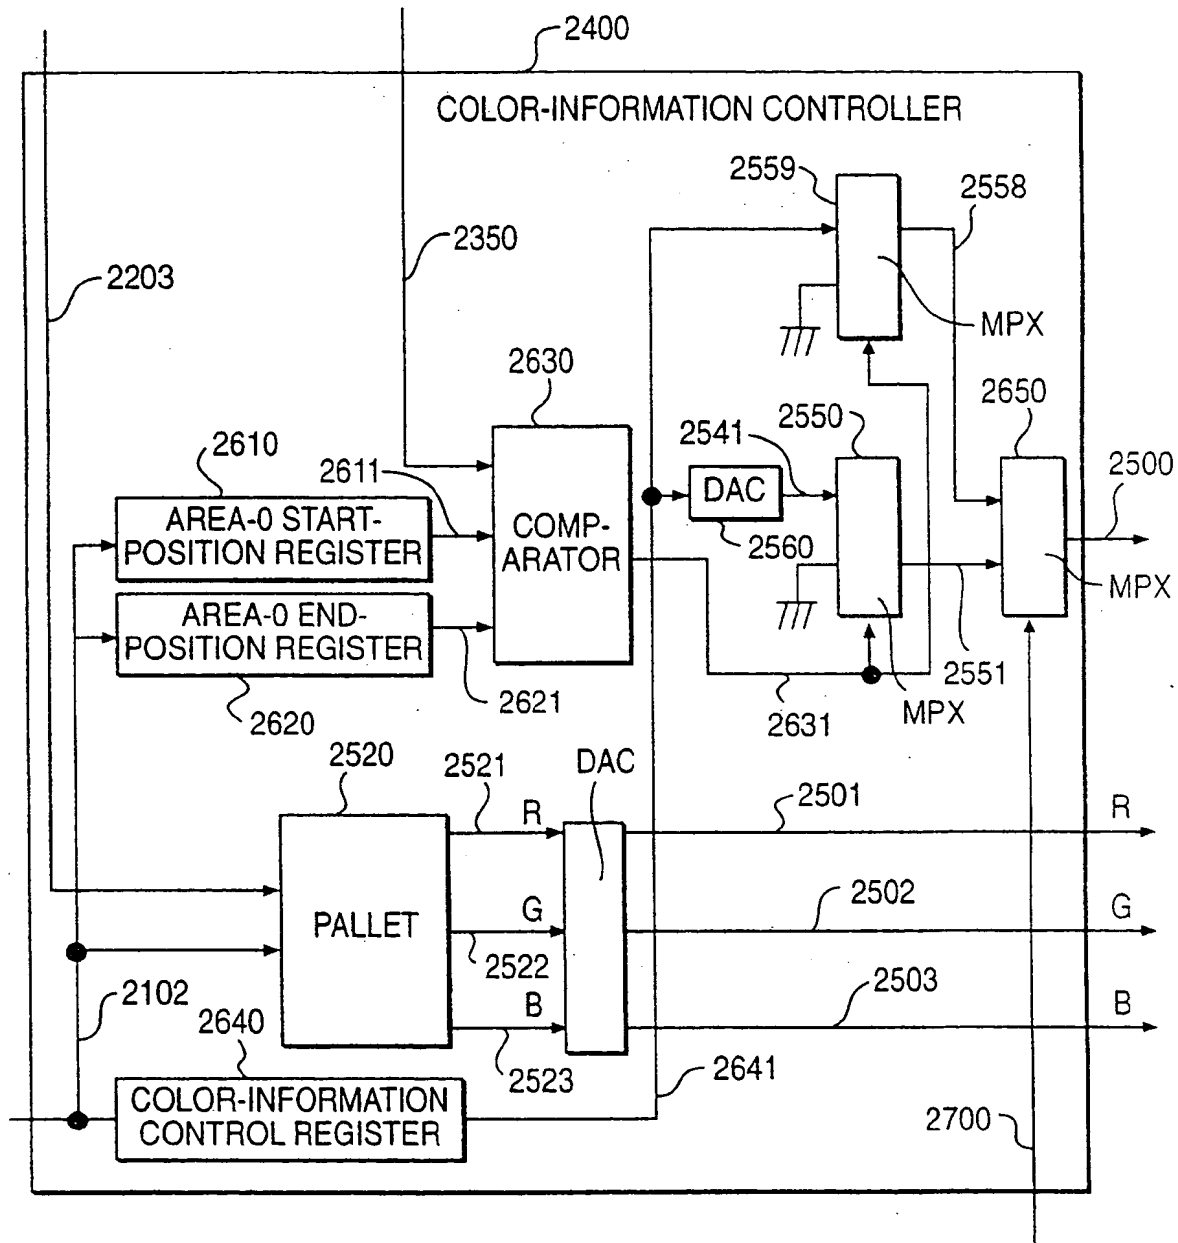 2400
COLOR-INFORMATION CONTROLLER
2559
2558
2350
2203
MPX
2630
2650
2610
2611
2541
2550
2500
AREA-0 START-
POSITION REGISTER
COMP-
ARATOR
DAC
2560
MPX
AREA-0 END-
POSITION REGISTER
2620
2621
2631
MPX
2551
2520
2521
DAC
2501
R
R
PALLET
G
2522
2502
G
2102
B
2523
2503
B
2640
2641
COLOR-INFORMATION
CONTROL REGISTER
2700